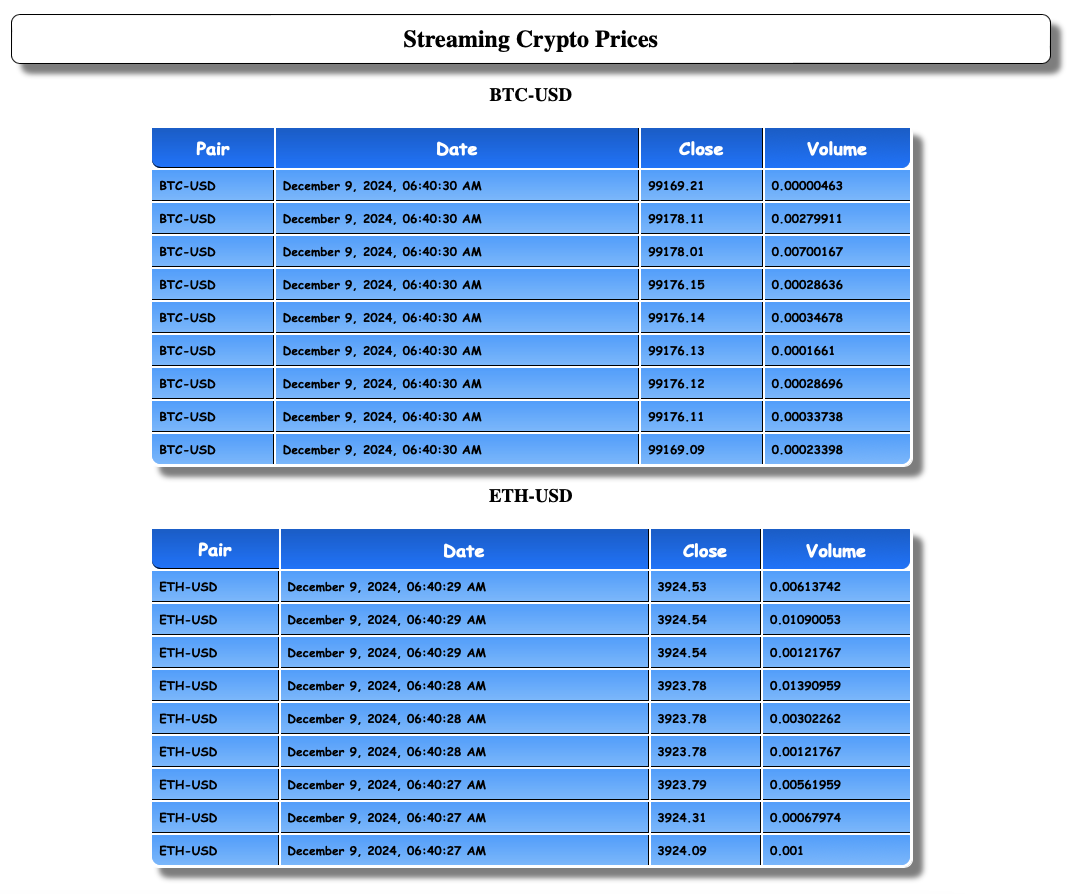 Streaming Crypto Prices
BTC-USD
Pair Date Close Volume
BTC-USD December 9, 2024, 06:40:30 AM 99169.21 0.00000463
BTC-USD December 9, 2024, 06:40:30 AM 99178.11 0.00279911
BTC-USD December 9, 2024, 06:40:30 AM 99178.01 0.00700167
BTC-USD December 9, 2024, 06:40:30 AM 99176.15 0.00028636
BTC-USD December 9, 2024, 06:40:30 AM 99176.14 0.00034678
BTC-USD December 9, 2024, 06:40:30 AM 99176.13 0.0001661
BTC-USD December 9, 2024, 06:40:30 AM 99176.12 0.00028696
BTC-USD December 9, 2024, 06:40:30 AM 99176.11 0.00033738
BTC-USD December 9, 2024, 06:40:30 AM 99169.09 0.00023398
ETH-USD
Pair Date Close Volume
ETH-USD December 9, 2024, 06:40:29 AM 3924.53 0.00613742
ETH-USD December 9, 2024, 06:40:29 AM 3924.54 0.01090053
ETH-USD December 9, 2024, 06:40:29 AM 3924.54 0.00121767
ETH-USD December 9, 2024, 06:40:28 AM 3923.78 0.01390959
ETH-USD December 9, 2024, 06:40:28 AM 3923.78 0.00302262
ETH-USD December 9, 2024, 06:40:28 AM 3923.78 0.00121767
ETH-USD December 9, 2024, 06:40:27 AM 3923.79 0.00561959
ETH-USD December 9, 2024, 06:40:27 AM 3924.31 0.00067974
ETH-USD December 9, 2024, 06:40:27 AM 3924.09 0.001